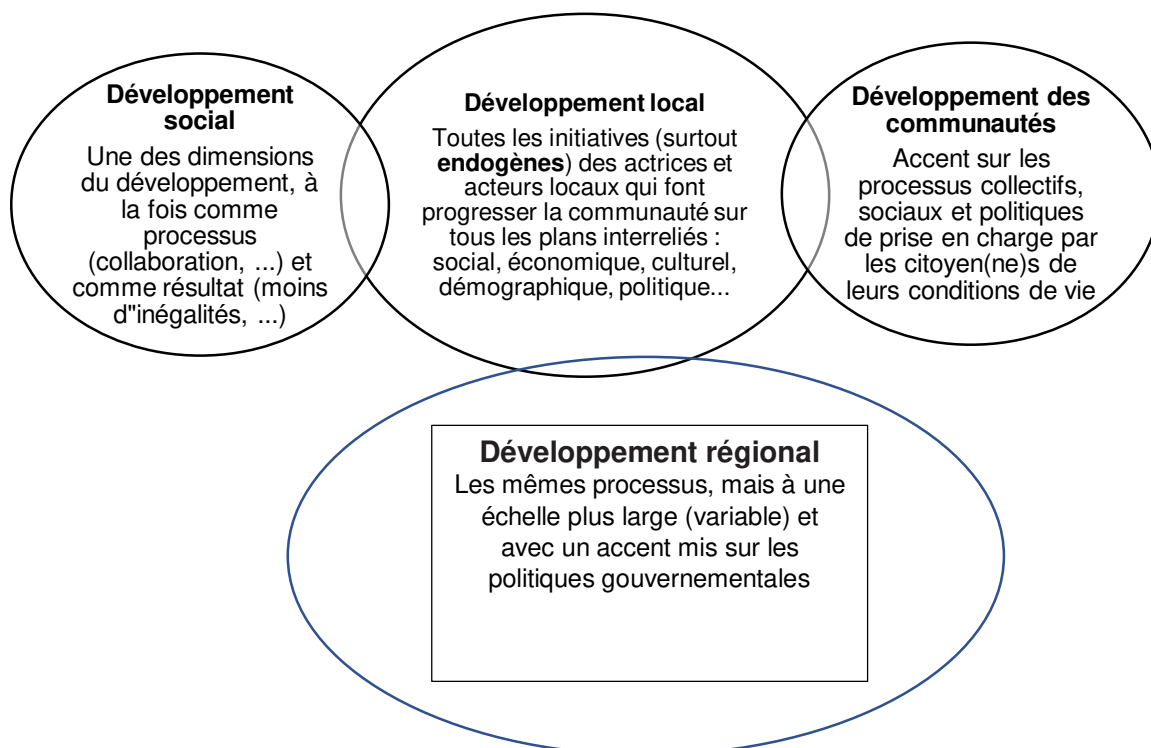 Développement
social
Une des dimensions
du développement, à
la fois comme
processus
(collaboration, ...) et
comme résultat (moins
d"inégalités, ...)
Développement local
Toutes les initiatives (surtout
endogènes) des actrices et
acteurs locaux qui font
progresser la communauté sur
tous les plans interreliés :
social, économique, culturel,
démographique, politique...
Développement des
communautés
Accent sur les
processus collectifs,
sociaux et politiques
de prise en charge par
les citoyen(ne)s de
leurs conditions de vie
Développement régional
Les mêmes processus, mais à une
échelle plus large (variable) et
avec un accent mis sur les
politiques gouvernementales